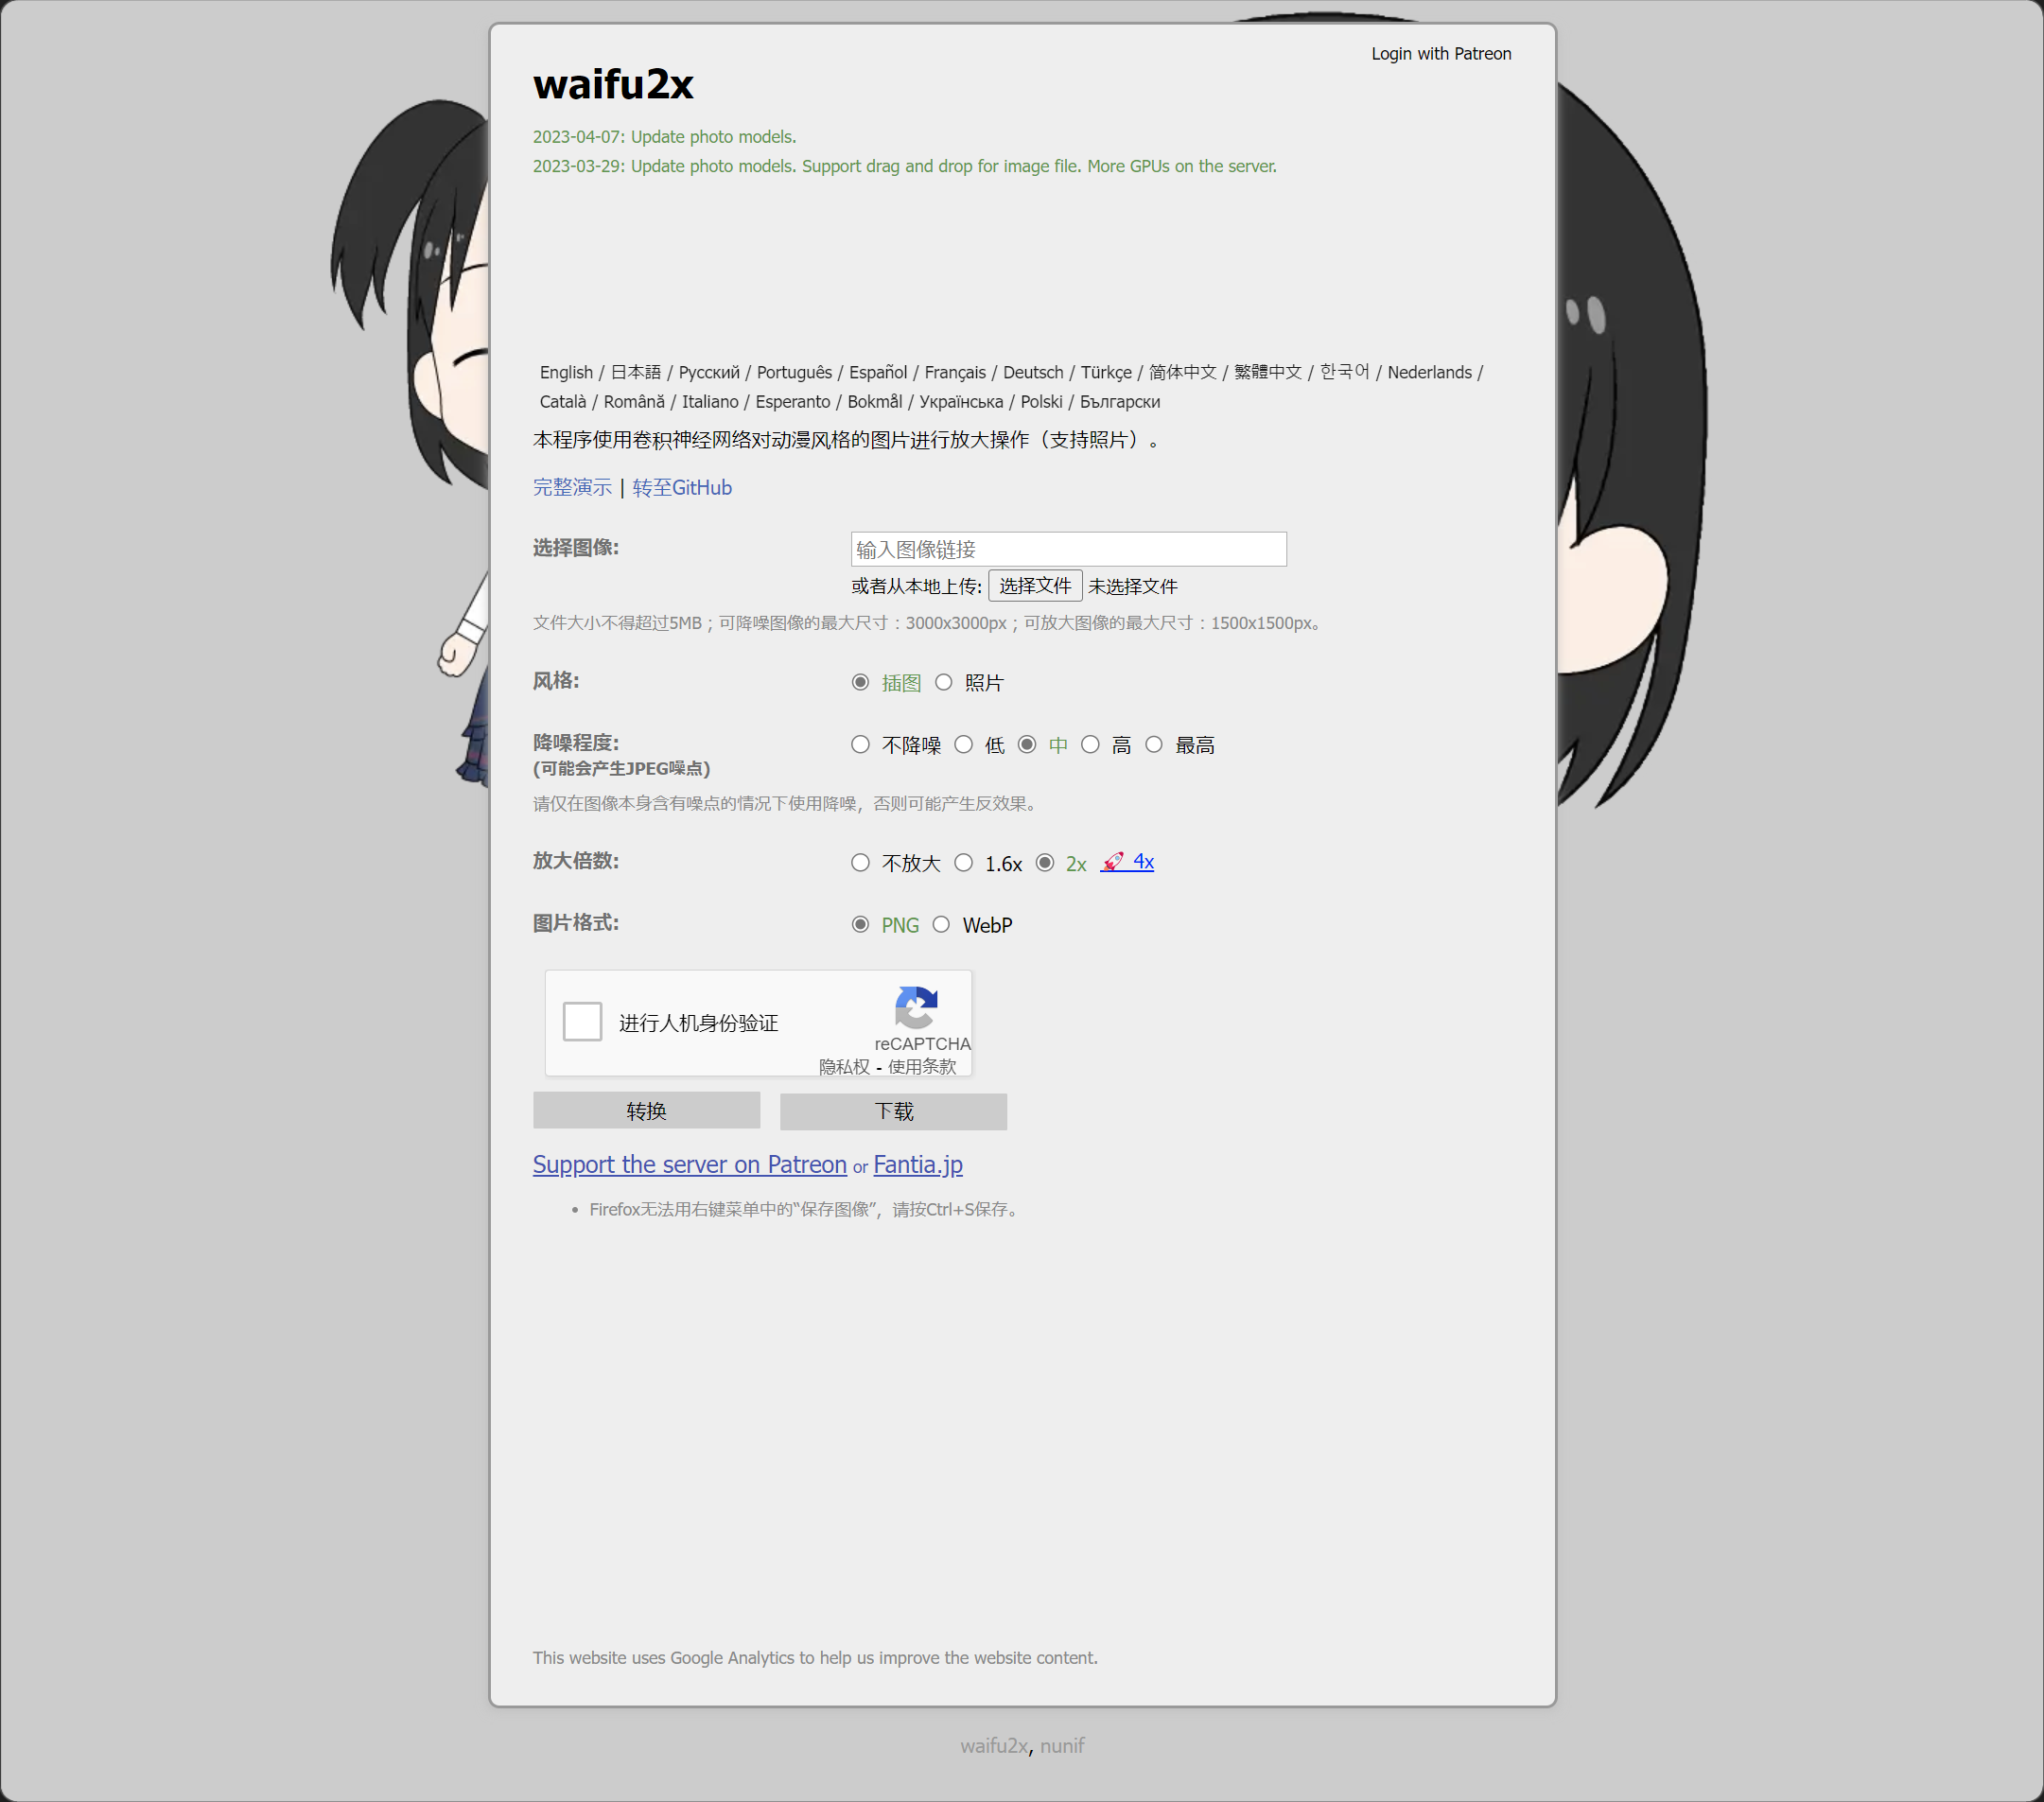 Login with Patreon
waifu2x
2023-04-07: Update photo models.
2023-03-29: Update photo models. Support drag and drop for image file. More GPUs on the server.
English / 日本語 / Русский / Português / Español / Français / Deutsch / Türkçe / 简体中文 / 繁體中文 / 한국어 / Nederlands /
Català / Română / Italiano / Esperanto / Bokmål / Українська / Polski / Български
本程序使用卷积神经网络对动漫风格的图片进行放大操作（支持照片）。
完整演示 | 转至GitHub
选择图像: 输入图像链接
或者从本地上传: 选择文件 未选择文件
文件大小不得超过5MB；可降噪图像的最大尺寸：3000x3000px；可放大图像的最大尺寸：1500x1500px。
风格: 插图 照片
降噪程度: 不降噪 低 中 高 最高
(可能会产生JPEG噪点)
请仅在图像本身含有噪点的情况下使用降噪，否则可能产生反效果。
放大倍数: 不放大 1.6x 2x 🚀 4x
图片格式: PNG WebP
进行人机身份验证
reCAPTCHA
隐私权 - 使用条款
转换 下载
Support the server on Patreon or Fantia.jp
• Firefox无法用右键菜单中的“保存图像”，请按Ctrl+S保存。
This website uses Google Analytics to help us improve the website content.
waifu2x, nunif